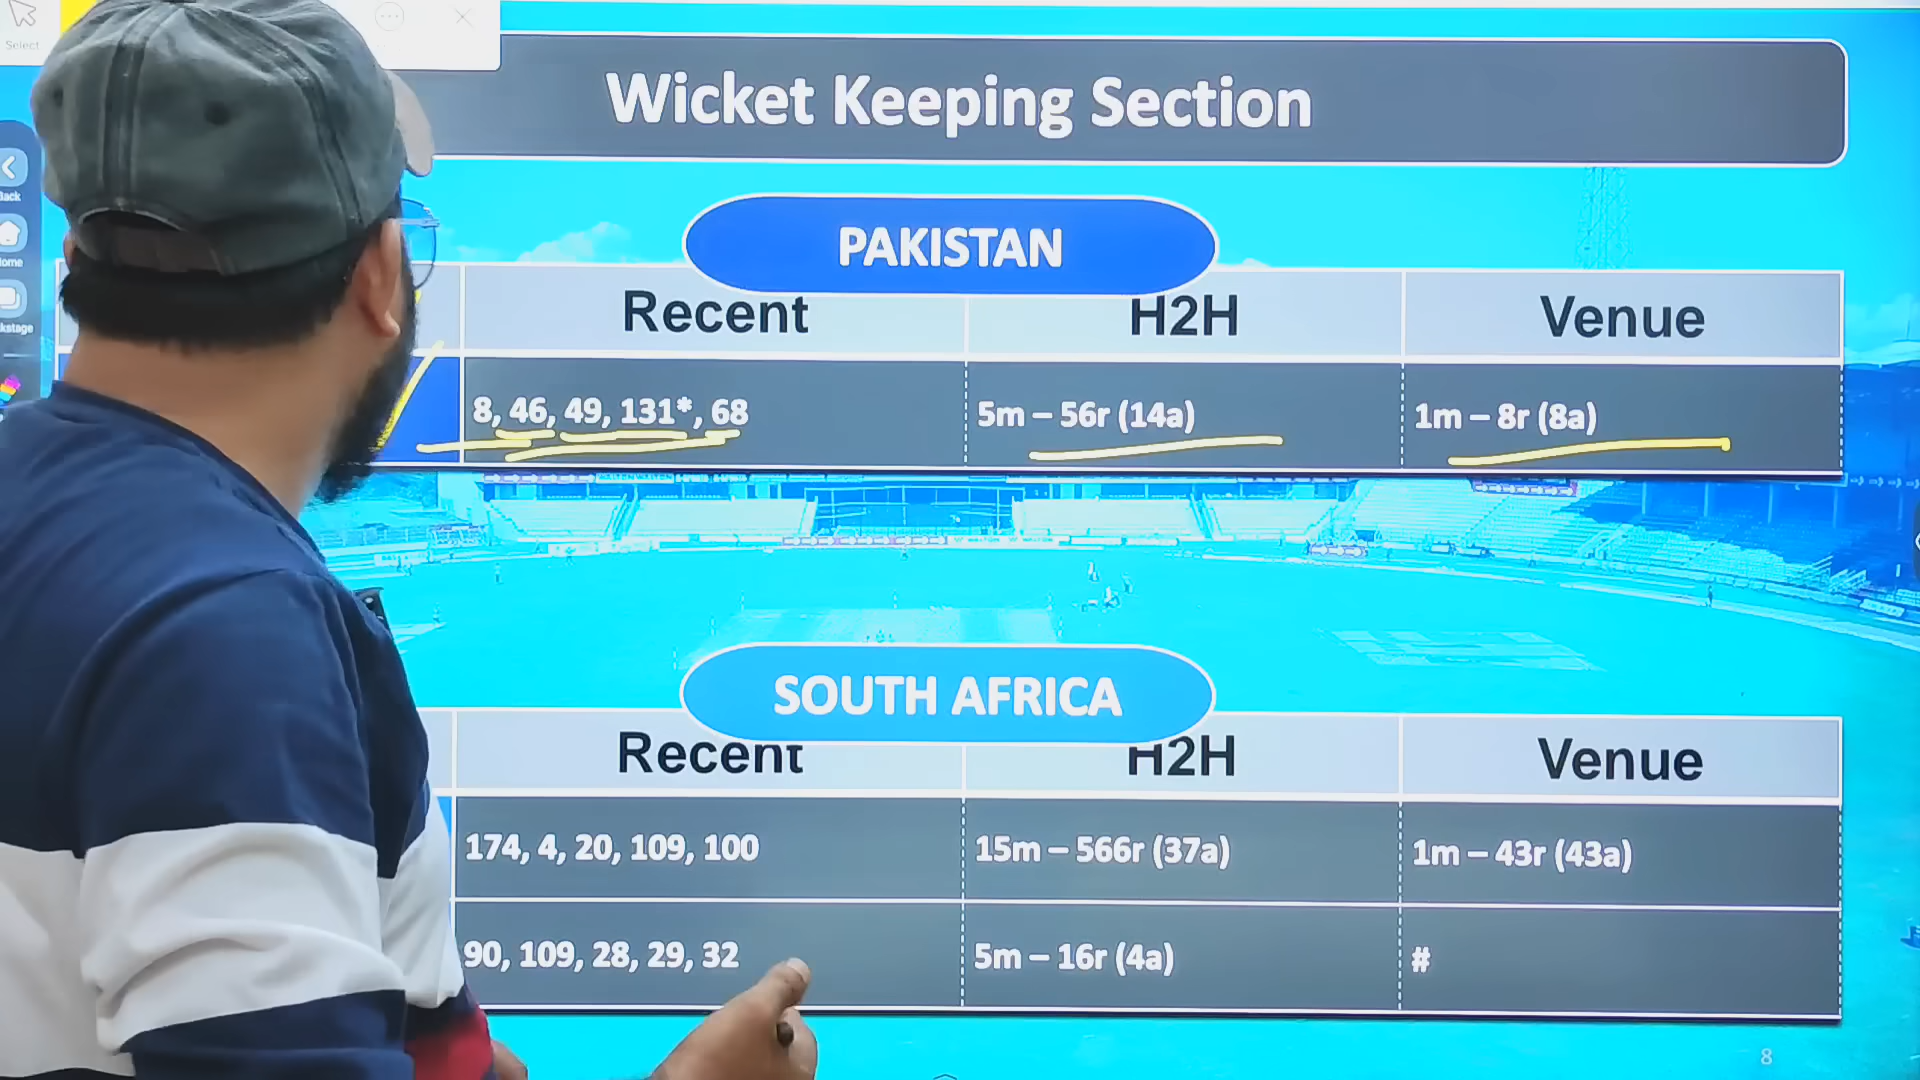 Select
Wicket Keeping Section
Back
PAKISTAN
Recent H2H Venue
8, 46, 49, 131*, 68 5m – 56r (14a) 1m – 8r (8a)
SOUTH AFRICA
Recent H2H Venue
174, 4, 20, 109, 100 15m – 566r (37a) 1m – 43r (43a)
90, 109, 28, 29, 32 5m – 16r (4a) #
8